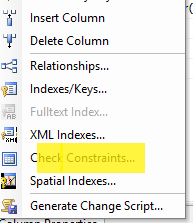 Insert Column
Delete Column
Relationships...
Indexes/Keys...
Fulltext Index...
XML Indexes...
Check Constraints...
Spatial Indexes...
Generate Change Script...